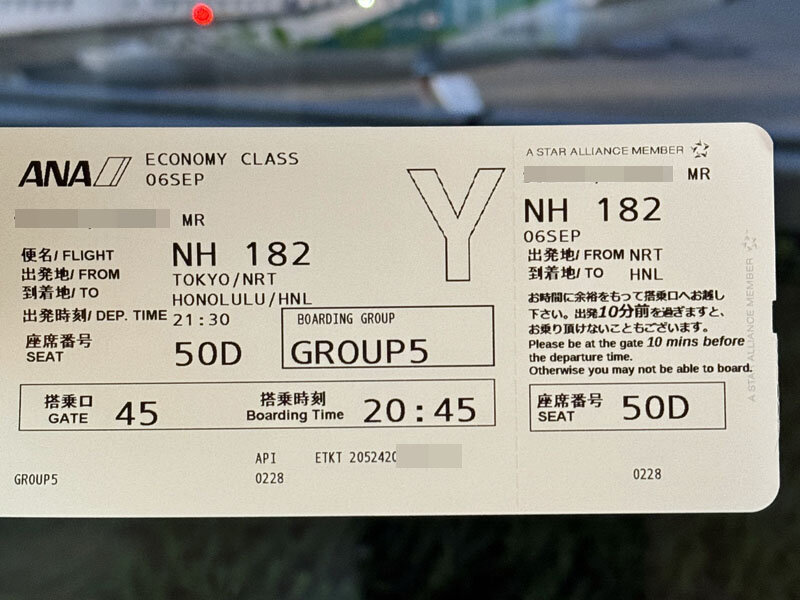 ANA
ECONOMY CLASS
06SEP
MR
便名/ FLIGHT NH 182
出発地/ FROM TOKYO/NRT
到着地/ TO HONOLULU/HNL
出発時刻/ DEP. TIME 21:30
座席番号
SEAT 50D
BOARDING GROUP
GROUP5
Y
搭乗口
GATE 45
搭乗時刻
Boarding Time 20:45
API ETKT 2052420
GROUP5 0228
A STAR ALLIANCE MEMBER
MR
NH 182
06SEP
出発地/ FROM NRT
到着地/ TO HNL
お時間に余裕をもって搭乗口へお越し
下さい。出発10分前を過ぎますと、
お乗り頂けないこともございます。
Please be at the gate 10 mins before
the departure time.
Otherwise you may not be able to board.
座席番号
SEAT 50D
0228
A STAR ALLIANCE MEMBER